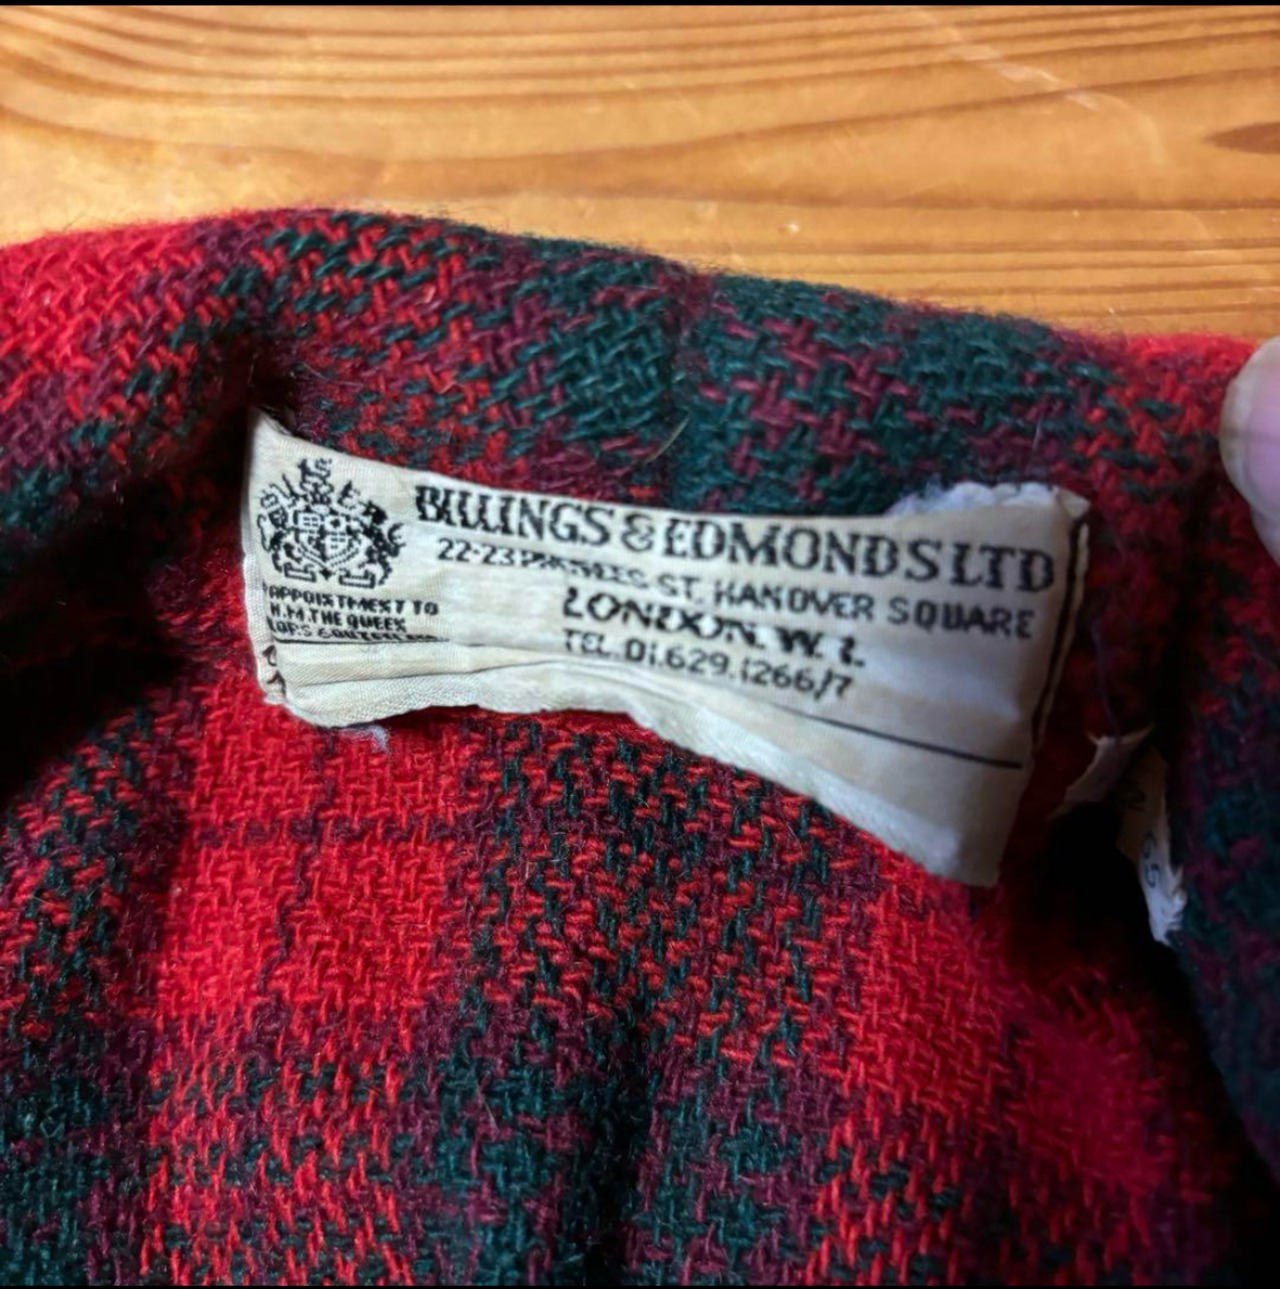 BILLINGS & EDMONDS LTD
22-23 ST. HANOVER SQUARE
LONDON. W. 1.
TEL. 01.629.1266/7
APPOINTMENT TO
H.M. THE QUEEN
65